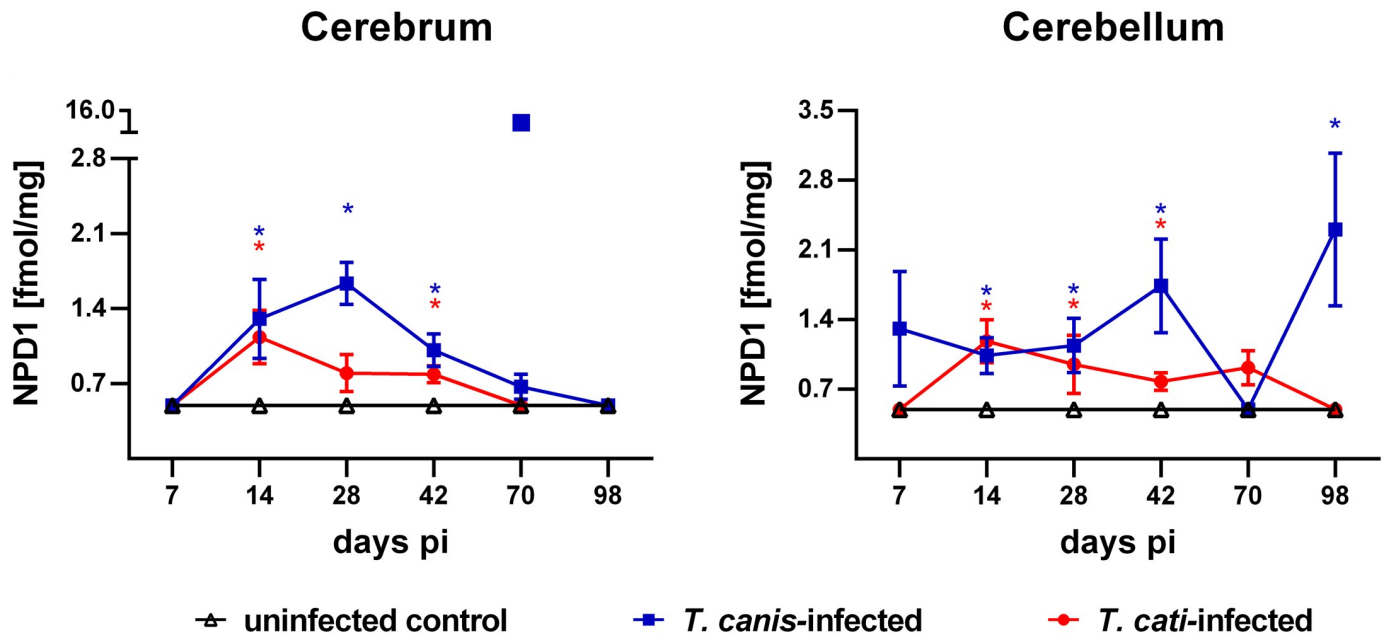 Cerebrum
Cerebellum
NPD1 [fmol/mg]
16.0
2.8
2.1
1.4
0.7
* * * * *
7 14 28 42 70 98
days pi
NPD1 [fmol/mg]
3.5
2.8
2.1
1.4
0.7
* * * * * * *
7 14 28 42 70 98
days pi
uninfected control
T. canis-infected
T. cati-infected